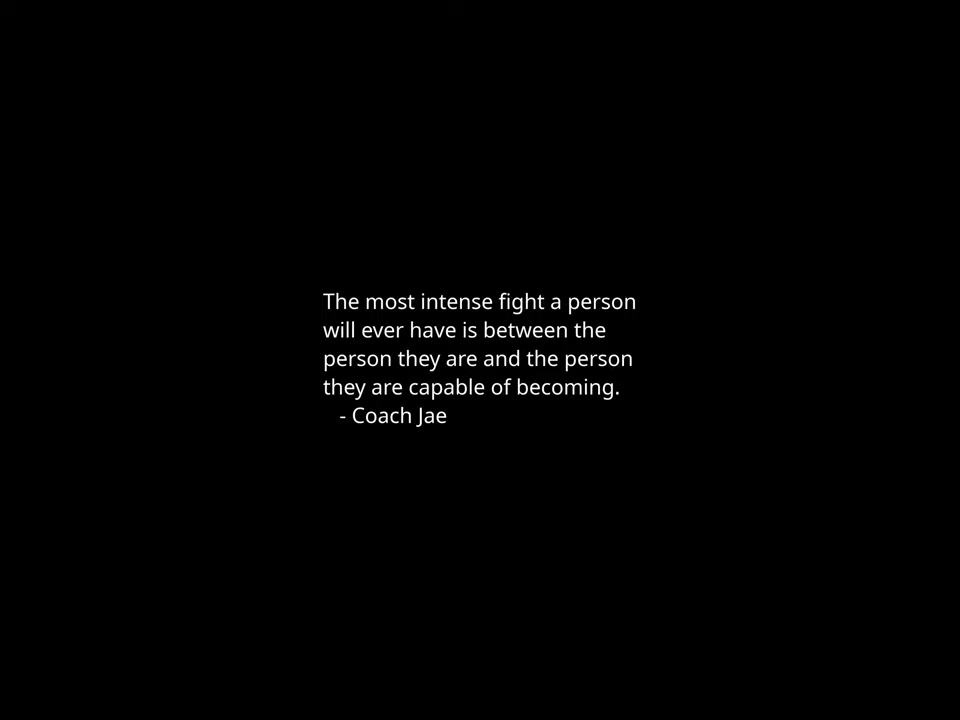 The most intense fight a person
will ever have is between the
person they are and the person
they are capable of becoming.
- Coach Jae